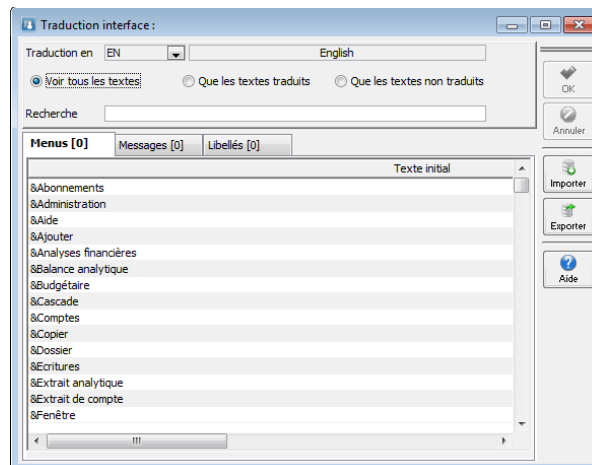 Traduction interface :
Traduction en EN English
Voir tous les textes Que les textes traduits Que les textes non traduits
Recherche
OK
Annuler
Importer
Exporter
Aide
Menus [0] Messages [0] Libellés [0]
Texte initial
&Abonnements
&Administration
&Aide
&Ajouter
&Analyses financières
&Balance analytique
&Budgétaire
&Cascade
&Comptes
&Copier
&Dossier
&Ecritures
&Extrait analytique
&Extrait de compte
&Fenêtre